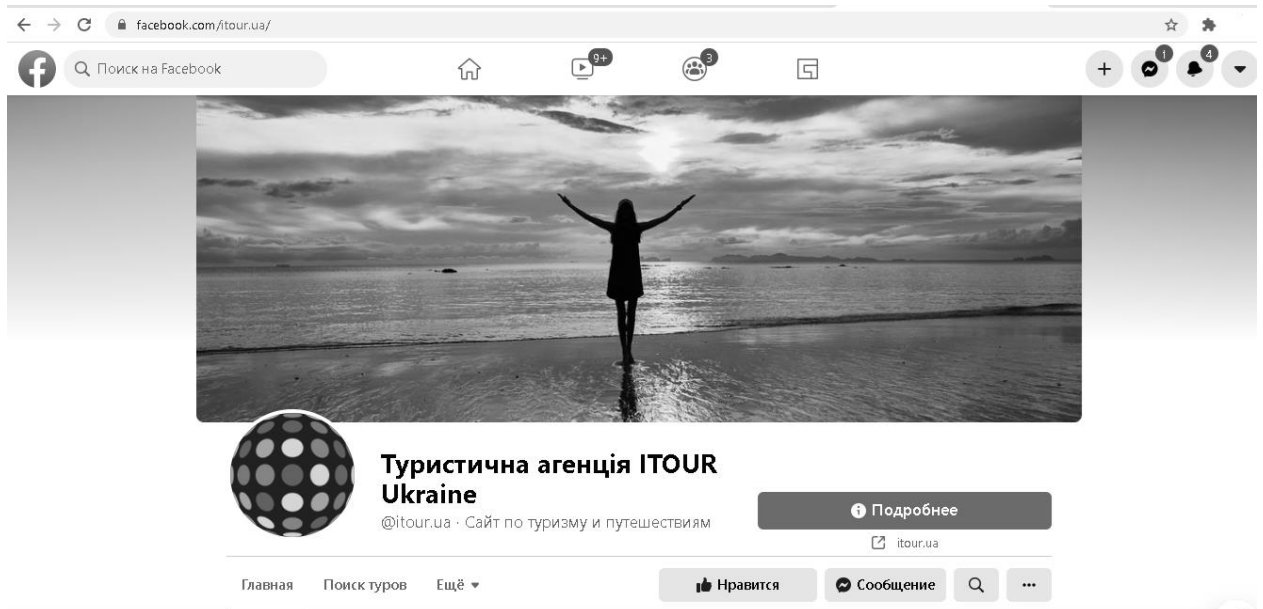 facebook.com/itour.ua/
Поиск на Facebook
9+
3
1
4
Туристична агенція ITOUR
Ukraine
@itour.ua · Сайт по туризму и путешествиям
Подробнее
itour.ua
Главная Поиск туров Ещё Нравится Сообщение